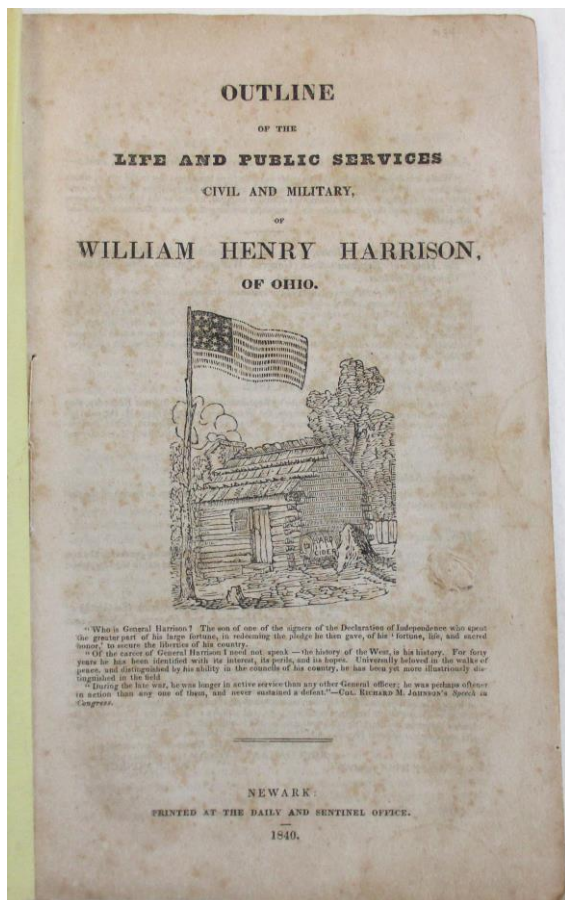 OUTLINE
OF THE
LIFE AND PUBLIC SERVICES
CIVIL AND MILITARY,
OF
WILLIAM HENRY HARRISON,
OF OHIO.
HARD
CIDER
"Who is General Harrison? The son of one of the signers of the Declaration of Independence who spent
the greater part of his large fortune, in redeeming the pledge he then gave, of his 'fortune, life, and sacred
honor,' to secure the liberties of his country.
"Of the career of General Harrison I need not speak—the history of the West, is his history. For forty
years he has been identified with its interest, its perils, and its hopes. Universally beloved in the walks of
peace, and distinguished by his ability in the councils of his country, he has been yet more illustriously dis-
tinguished in the field
"During the late war, he was longer in active service than any other General officer; he was perhaps oftener
in action than any one of them, and never sustained a defeat."—COL. RICHARD M. JOHNSON'S Speech in
Congress.
NEWARK:
PRINTED AT THE DAILY AND SENTINEL OFFICE.
1840.